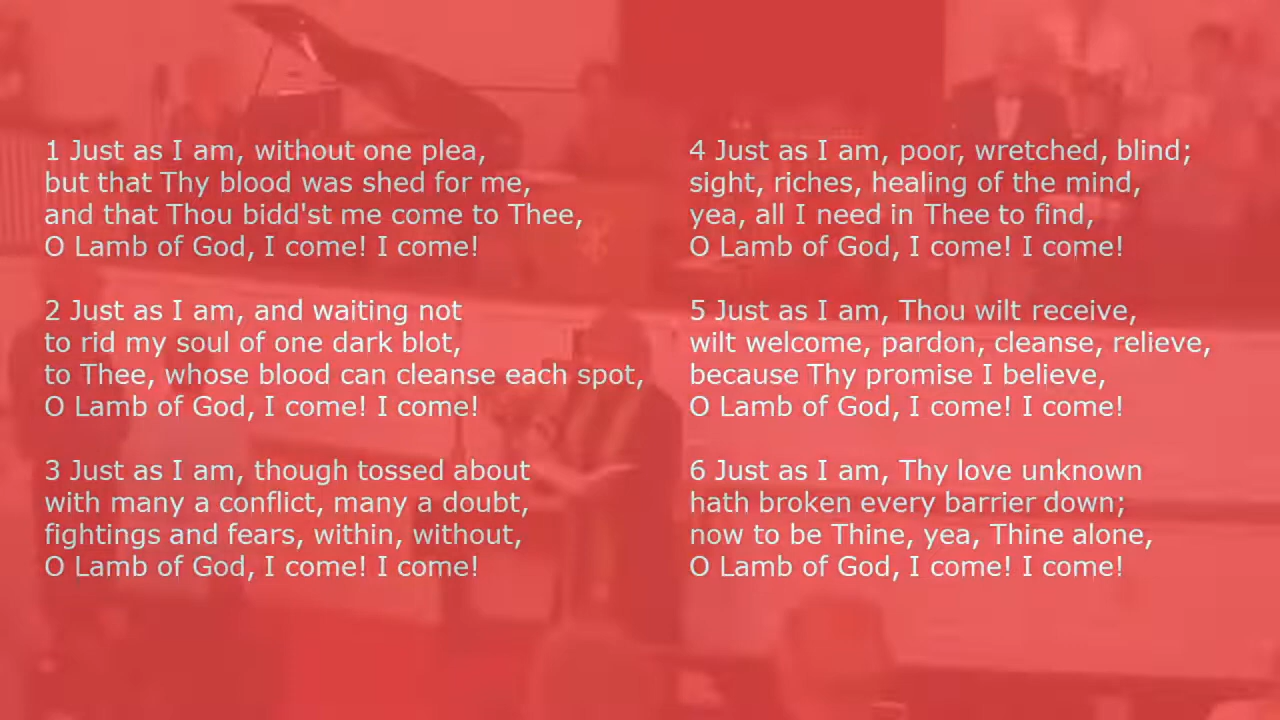 1 Just as I am, without one plea,
but that Thy blood was shed for me,
and that Thou bidd'st me come to Thee,
O Lamb of God, I come! I come!
2 Just as I am, and waiting not
to rid my soul of one dark blot,
to Thee, whose blood can cleanse each spot,
O Lamb of God, I come! I come!
3 Just as I am, though tossed about
with many a conflict, many a doubt,
fightings and fears, within, without,
O Lamb of God, I come! I come!
4 Just as I am, poor, wretched, blind;
sight, riches, healing of the mind,
yea, all I need in Thee to find,
O Lamb of God, I come! I come!
5 Just as I am, Thou wilt receive,
wilt welcome, pardon, cleanse, relieve,
because Thy promise I believe,
O Lamb of God, I come! I come!
6 Just as I am, Thy love unknown
hath broken every barrier down;
now to be Thine, yea, Thine alone,
O Lamb of God, I come! I come!